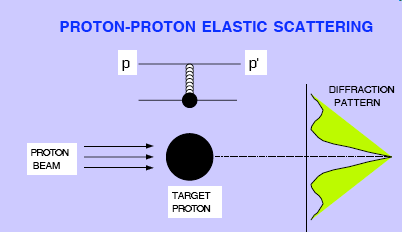 PROTON-PROTON ELASTIC SCATTERING
p
p'
DIFFRACTION
PATTERN
PROTON
BEAM
TARGET
PROTON